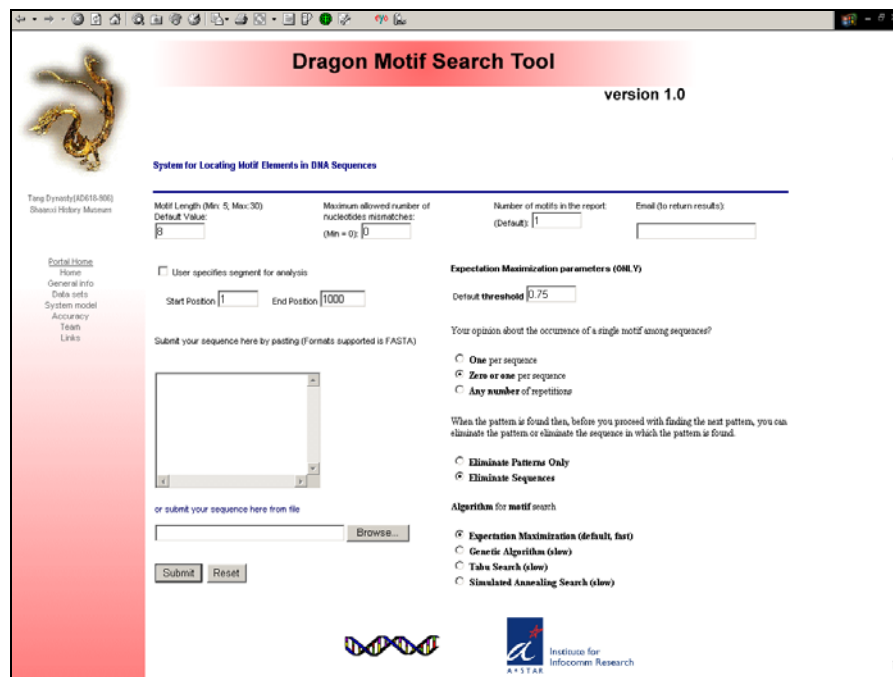 Dragon Motif Search Tool
version 1.0
System for Locating Motif Elements in DNA Sequences
Tang Dynasty(AD618-906)
Shaanxi History Museum
Portal Home
Home
General info
Data sets
System model
Accuracy
Team
Links
Motif Length (Min: 5; Max:30)
Default Value:
8
Maximum allowed number of
nucleotides mismatches:
(Min = 0): 0
Number of motifs in the report:
(Default): 1
Email (to return results):
User specifies segment for analysis
Start Position 1 End Position 1000
Submit your sequence here by pasting (Formats supported is FASTA)
or submit your sequence here from file
Browse...
Submit Reset
Expectation Maximization parameters (ONLY)
Default threshold 0.75
Your opinion about the occurrence of a single motif among sequences?
One per sequence
Zero or one per sequence
Any number of repetitions
When the pattern is found then, before you proceed with finding the next pattern, you can
eliminate the pattern or eliminate the sequence in which the pattern is found.
Eliminate Patterns Only
Eliminate Sequences
Algorithm for motif search
Expectation Maximization (default, fast)
Genetic Algorithm (slow)
Tabu Search (slow)
Simulated Annealing Search (slow)
A*STAR
Institute for
Infocomm Research